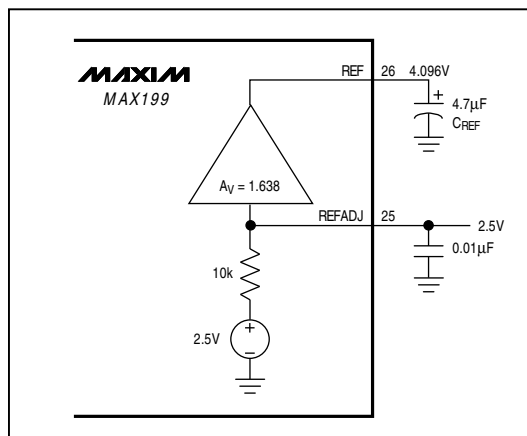 MAXIM
MAX199
REF 26 4.096V
+
4.7µF
CREF
AV = 1.638
REFADJ 25
2.5V
0.01µF
10k
2.5V
+
–